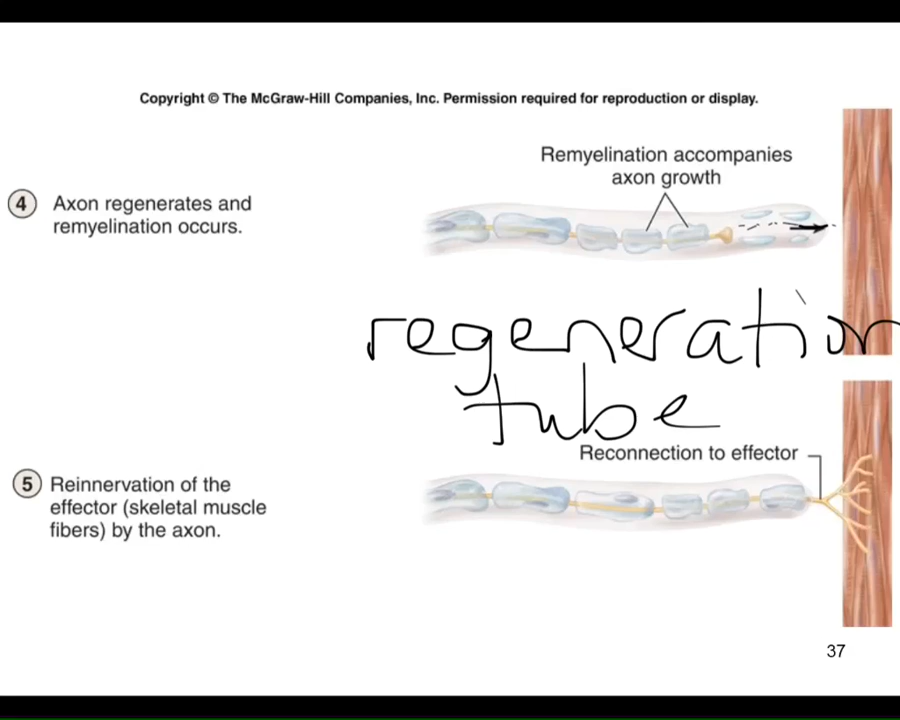 Copyright © The McGraw-Hill Companies, Inc. Permission required for reproduction or display.
Remyelination accompanies
axon growth
4 Axon regenerates and
remyelination occurs.
regeneration
tube
Reconnection to effector
5 Reinnervation of the
effector (skeletal muscle
fibers) by the axon.
37